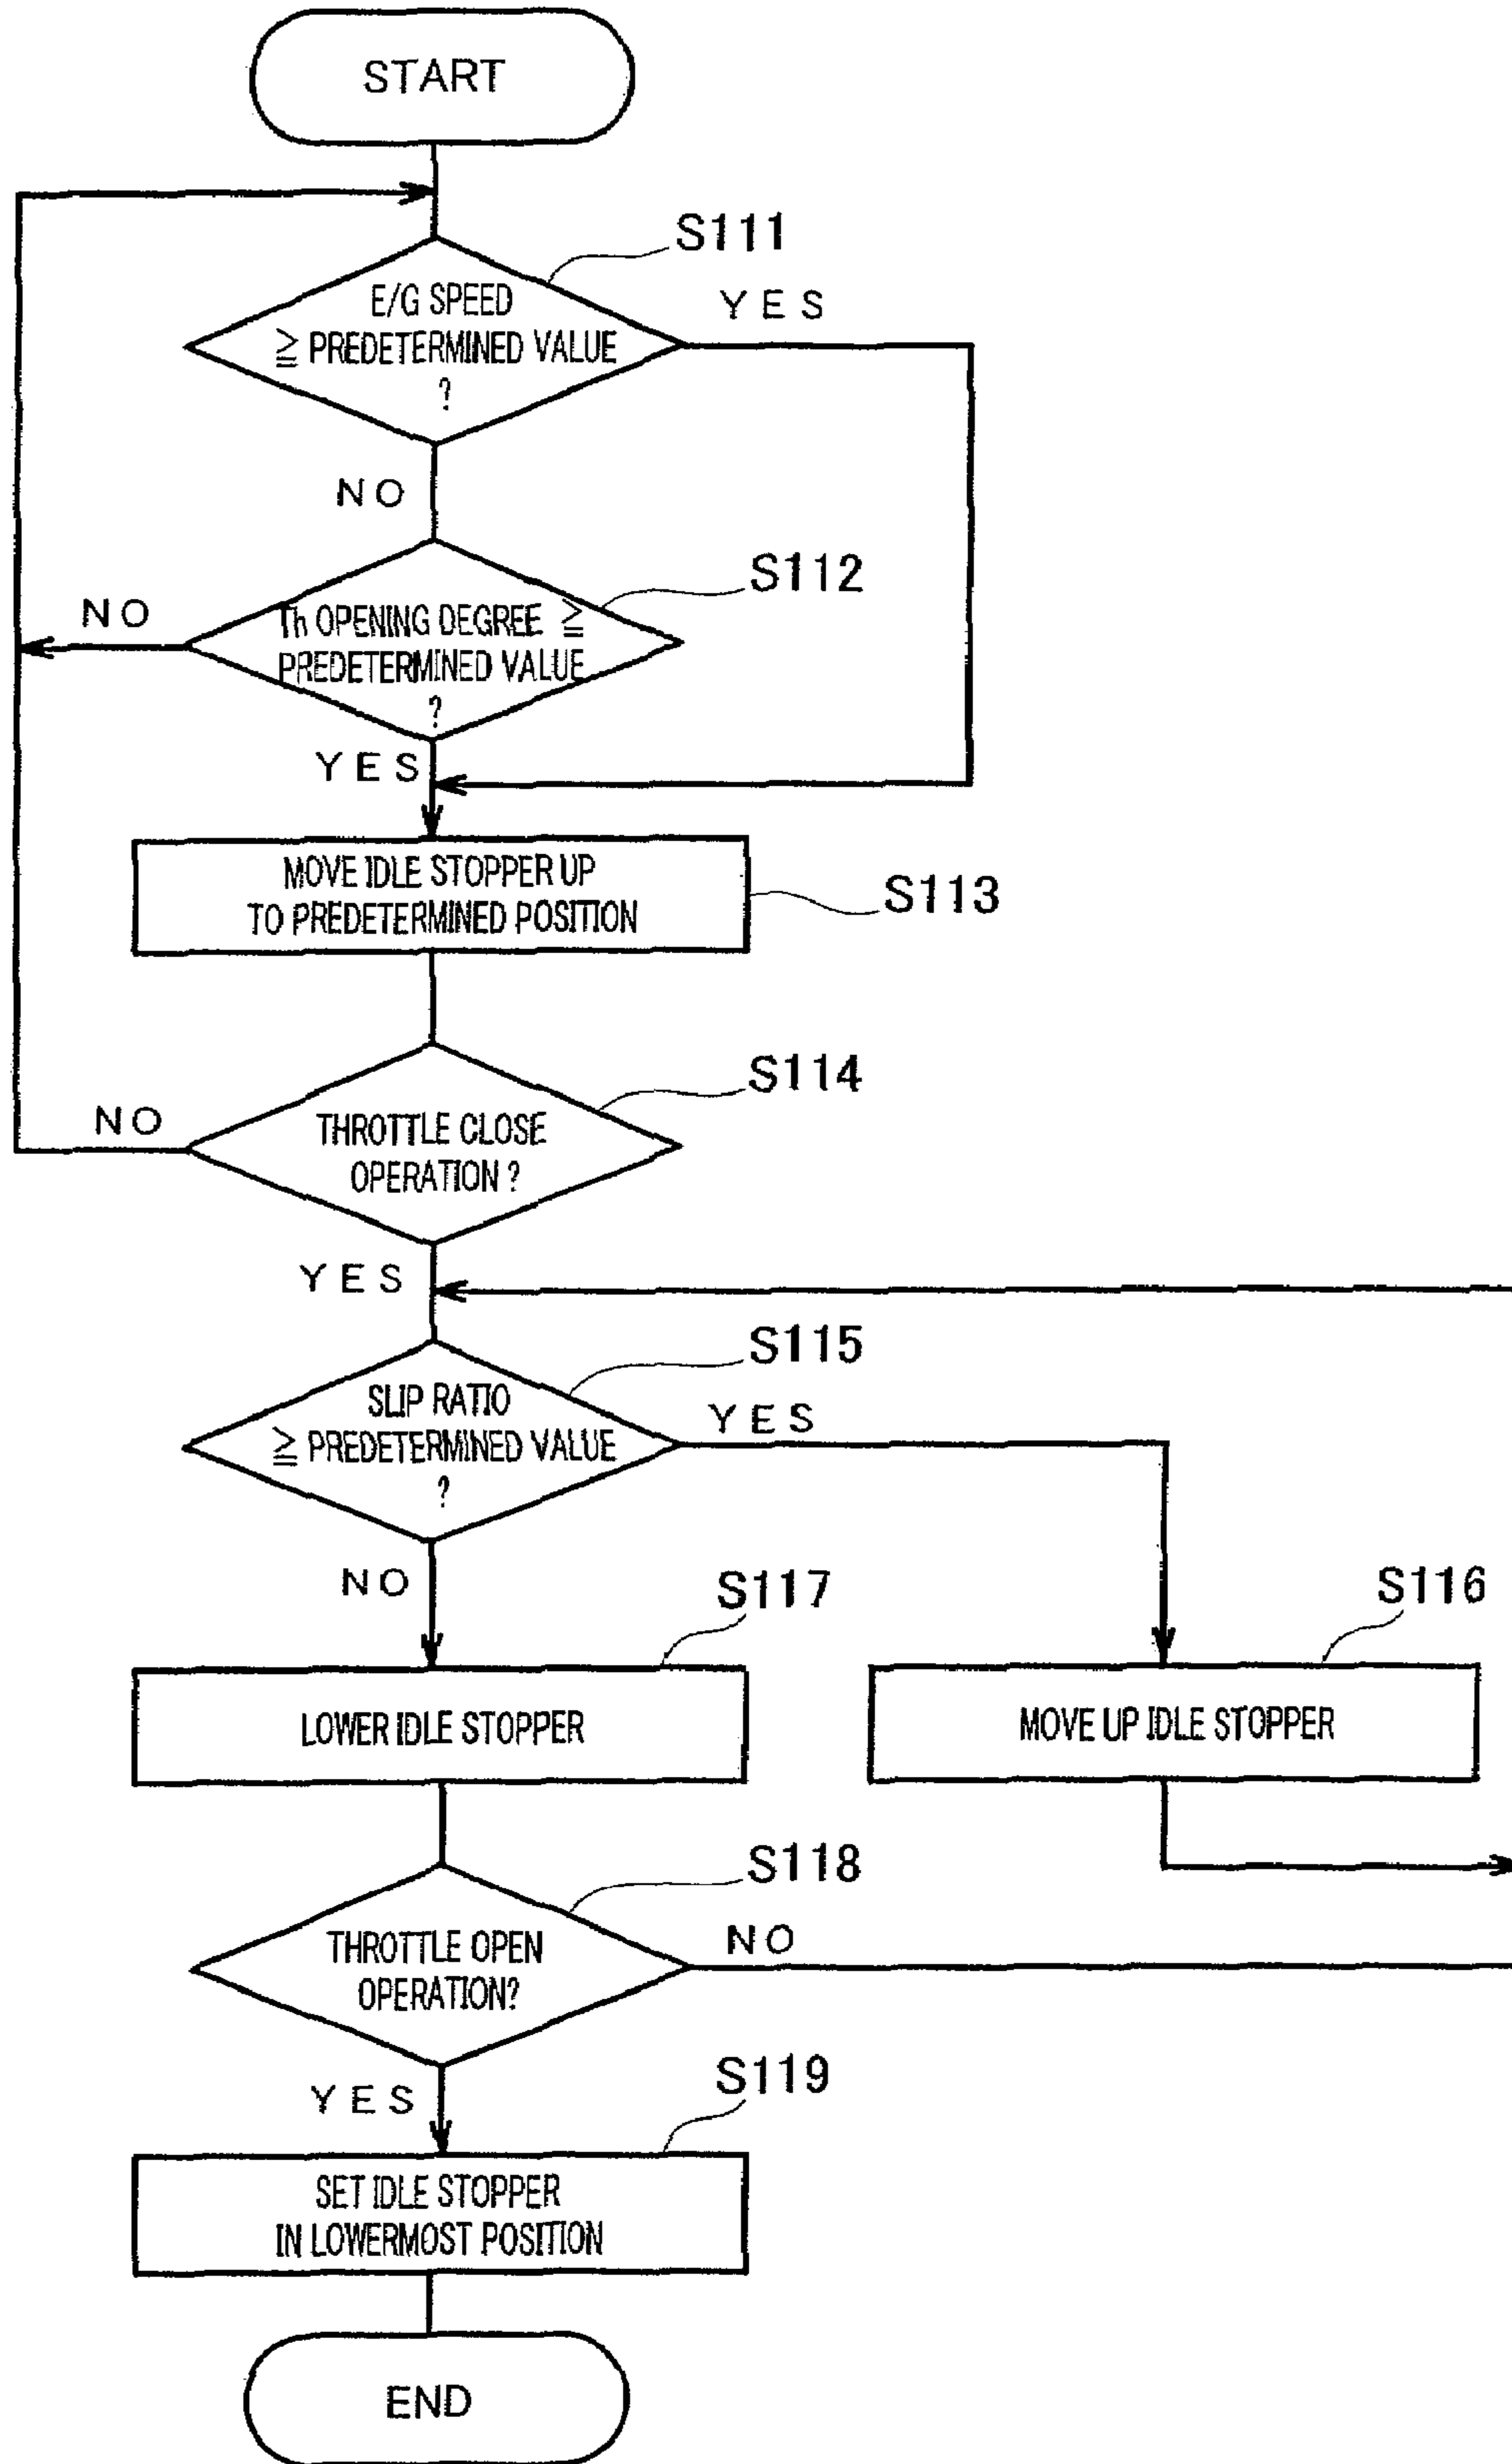 START
S111
E/G SPEED
≧ PREDETERMINED VALUE
?
YES
NO
S112
Th OPENING DEGREE ≧
PREDETERMINED VALUE
?
NO
YES
MOVE IDLE STOPPER UP
TO PREDETERMINED POSITION
S113
S114
THROTTLE CLOSE
OPERATION ?
NO
YES
S115
SLIP RATIO
≧ PREDETERMINED VALUE
?
YES
NO
S117
S116
LOWER IDLE STOPPER
MOVE UP IDLE STOPPER
S118
THROTTLE OPEN
OPERATION?
NO
YES
S119
SET IDLE STOPPER
IN LOWERMOST POSITION
END